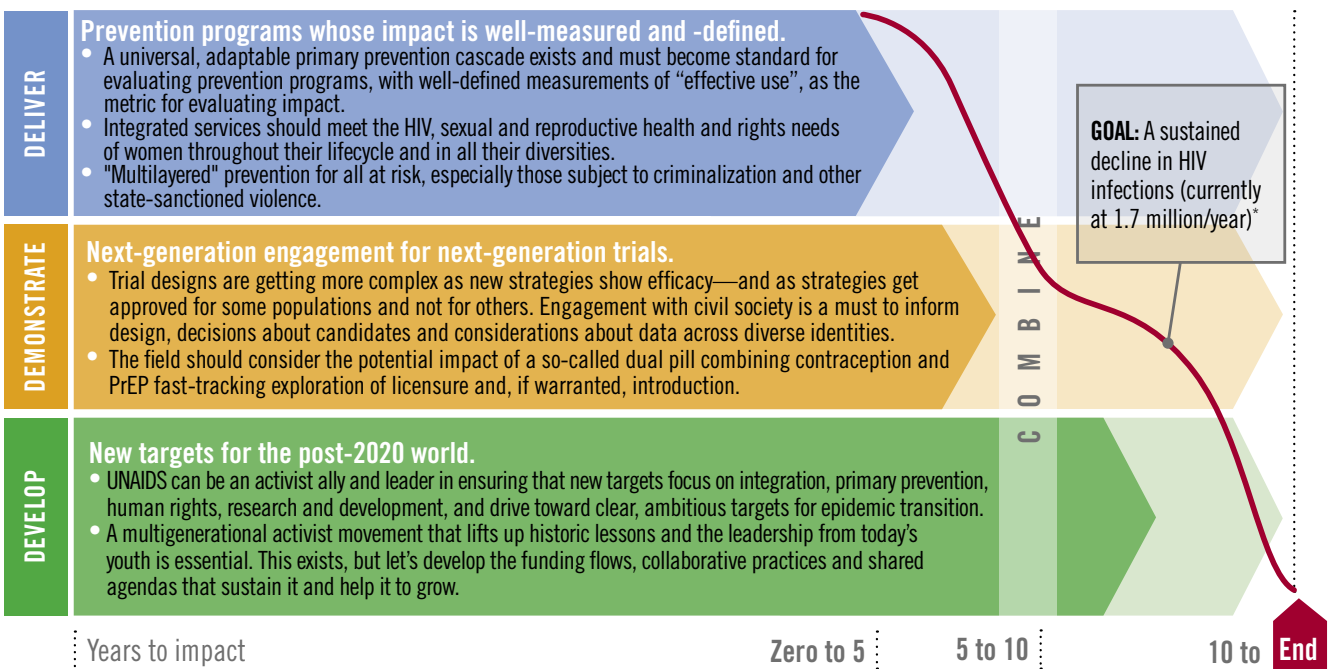 DELIVER
Prevention programs whose impact is well-measured and -defined.
• A universal, adaptable primary prevention cascade exists and must become standard for
evaluating prevention programs, with well-defined measurements of “effective use”, as the
metric for evaluating impact.
• Integrated services should meet the HIV, sexual and reproductive health and rights needs
of women throughout their lifecycle and in all their diversities.
• "Multilayered" prevention for all at risk, especially those subject to criminalization and other
state-sanctioned violence.
GOAL: A sustained
decline in HIV
infections (currently
at 1.7 million/year)*
COMBINE
DEMONSTRATE
Next-generation engagement for next-generation trials.
• Trial designs are getting more complex as new strategies show efficacy—and as strategies get
approved for some populations and not for others. Engagement with civil society is a must to inform
design, decisions about candidates and considerations about data across diverse identities.
• The field should consider the potential impact of a so-called dual pill combining contraception and
PrEP fast-tracking exploration of licensure and, if warranted, introduction.
DEVELOP
New targets for the post-2020 world.
• UNAIDS can be an activist ally and leader in ensuring that new targets focus on integration, primary prevention,
human rights, research and development, and drive toward clear, ambitious targets for epidemic transition.
• A multigenerational activist movement that lifts up historic lessons and the leadership from today’s
youth is essential. This exists, but let’s develop the funding flows, collaborative practices and shared
agendas that sustain it and help it to grow.
Years to impact
Zero to 5
5 to 10
10 to End